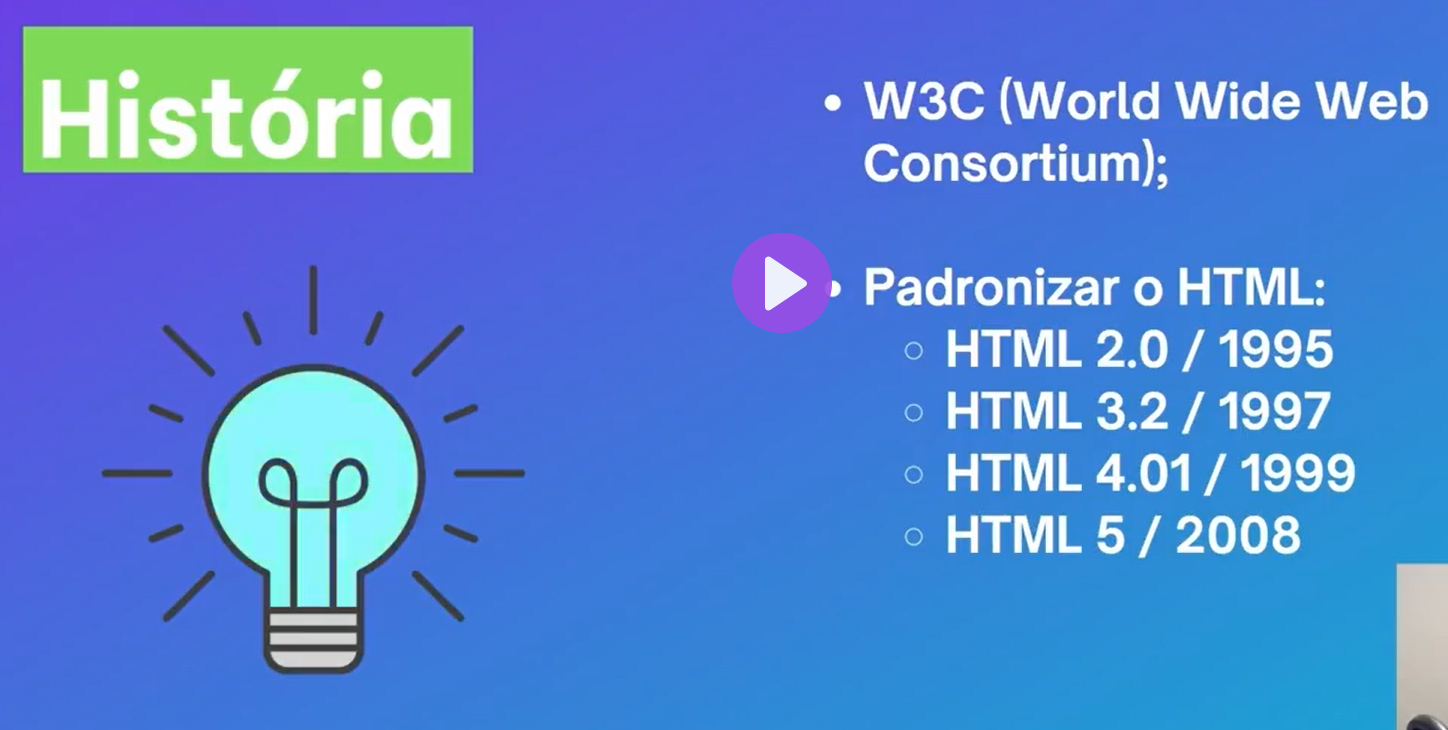 História
W3C (World Wide Web
Consortium);
Padronizar o HTML:
HTML 2.0 / 1995
HTML 3.2 / 1997
HTML 4.01 / 1999
HTML 5 / 2008